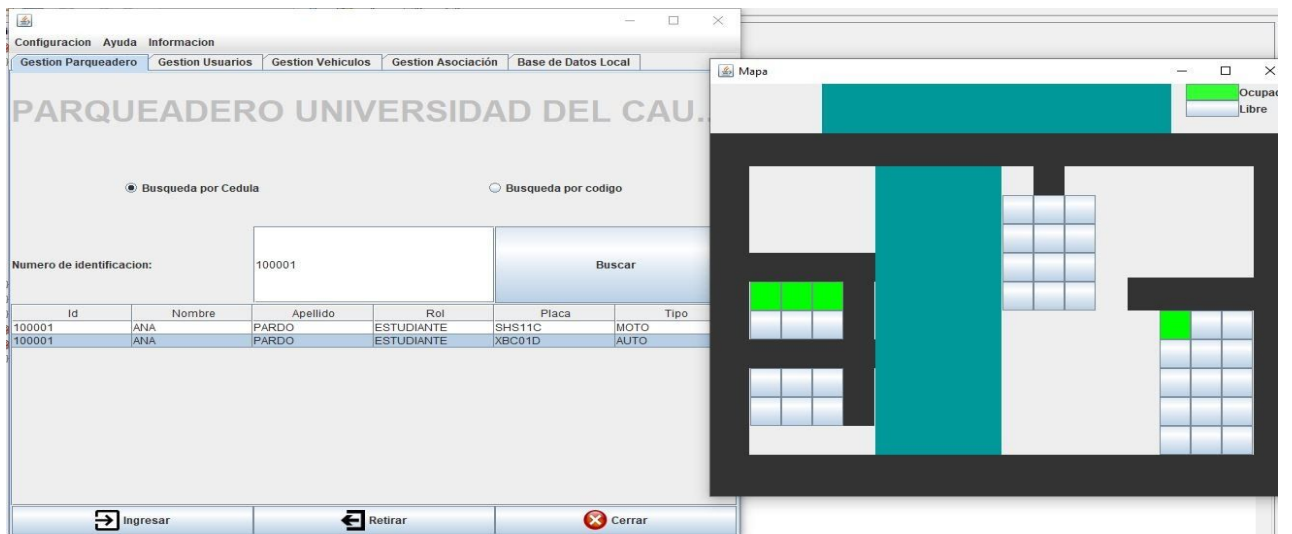 Configuracion Ayuda Informacion
Gestion Parqueadero Gestion Usuarios Gestion Vehiculos Gestion Asociación Base de Datos Local
PARQUEADERO UNIVERSIDAD DEL CAU...
Busqueda por Cedula Busqueda por codigo
Numero de identificacion: 100001 Buscar
Id Nombre Apellido Rol Placa Tipo
100001 ANA PARDO ESTUDIANTE SHS11C MOTO
100001 ANA PARDO ESTUDIANTE XBC01D AUTO
Ingresar Retirar Cerrar
Mapa
Ocupad
Libre